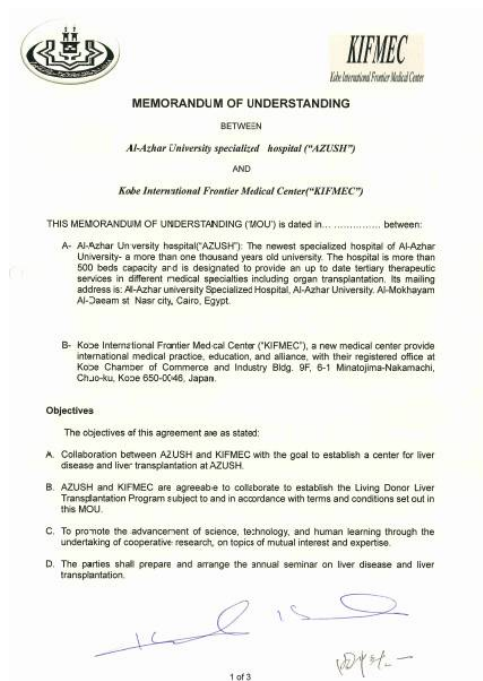 KIFMEC
Kobe International Frontier Medical Center
MEMORANDUM OF UNDERSTANDING
BETWEEN
Al-Azhar University specialized hospital ("AZUSH")
AND
Kobe International Frontier Medical Center("KIFMEC")
THIS MEMORANDUM OF UNDERSTANDING ('MOU') is dated in... ............... between:
A- Al-Azhar University hospital("AZUSH"): The newest specialized hospital of Al-Azhar
University- a more than one thousand years old university. The hospital is more than
500 beds capacity and is designated to provide an up to date tertiary therapeutic
services in different medical specialties including organ transplantation. Its mailing
address is: Al-Azhar university Specialized Hospital, Al-Azhar University. Al-Mokhayam
Al-Daeam st Nasr city, Cairo, Egypt.
B- Kobe International Frontier Medical Center ("KIFMEC"), a new medical center provide
international medical practice, education, and alliance, with their registered office at
Kobe Chamber of Commerce and Industry Bldg. 9F, 6-1 Minatojima-Nakamachi,
Chuo-ku, Kobe 650-0046, Japan.
Objectives
The objectives of this agreement are as stated:
A. Collaboration between AZUSH and KIFMEC with the goal to establish a center for liver
disease and liver transplantation at AZUSH.
B. AZUSH and KIFMEC are agreeable to collaborate to establish the Living Donor Liver
Transplantation Program subject to and in accordance with terms and conditions set out in
this MOU.
C. To promote the advancement of science, technology, and human learning through the
undertaking of cooperative research, on topics of mutual interest and expertise.
D. The parties shall prepare and arrange the annual seminar on liver disease and liver
transplantation.
1 of 3